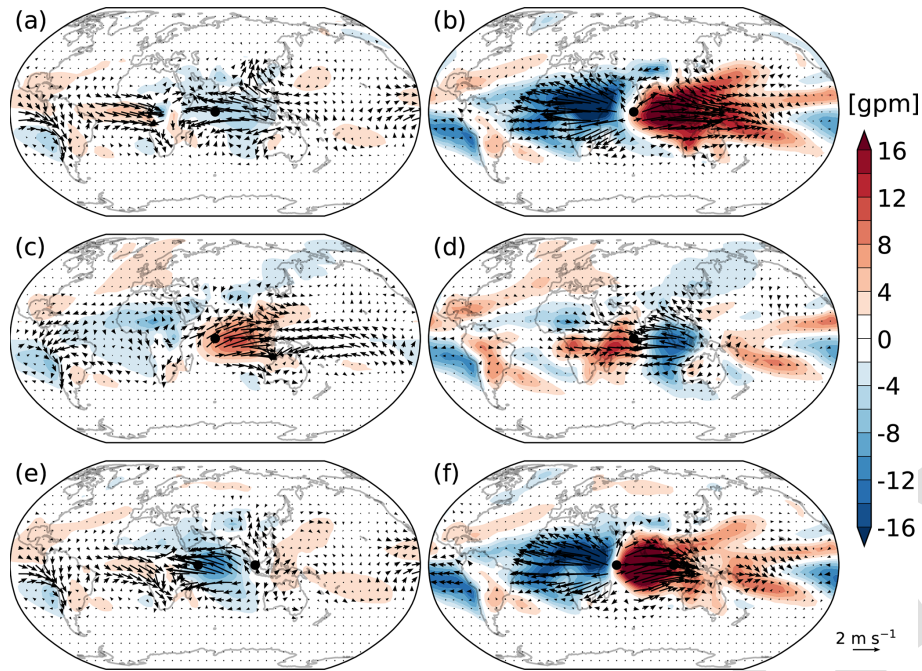 (a)
(b)
[gpm]
16
12
8
4
0
-4
-8
-12
-16
(c)
(d)
(e)
(f)
2 m s⁻¹